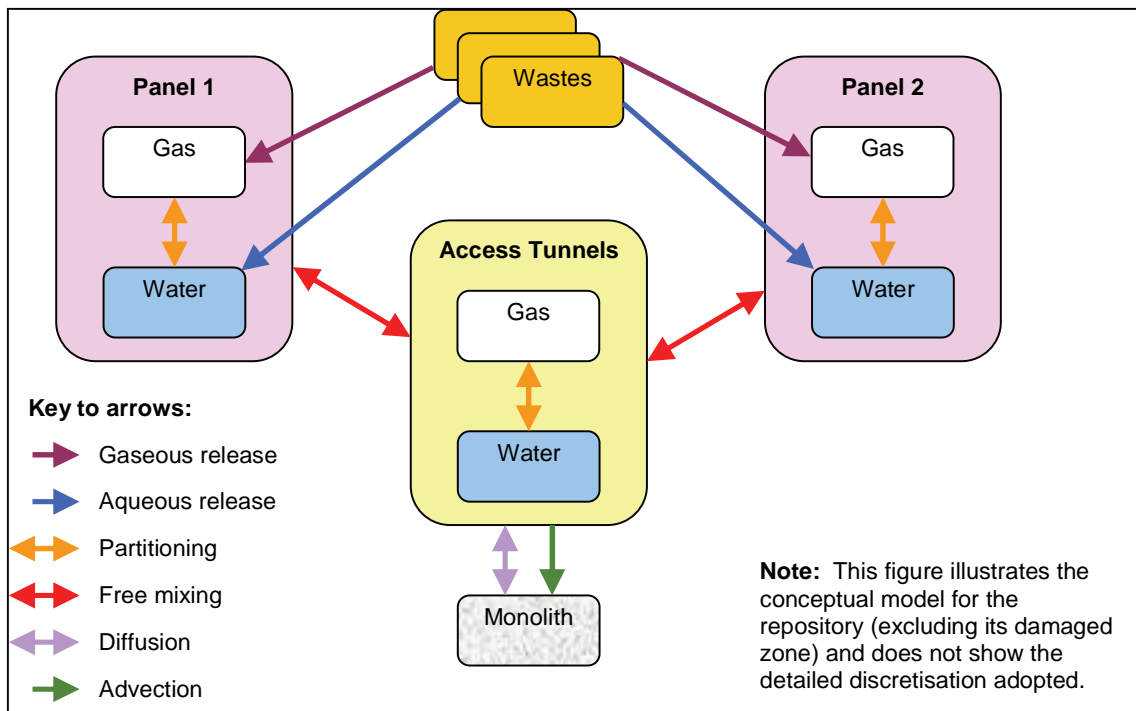 Wastes
Panel 1
Gas
Water
Panel 2
Gas
Water
Access Tunnels
Gas
Water
Monolith
Key to arrows:
Gaseous release
Aqueous release
Partitioning
Free mixing
Diffusion
Advection
Note:  This figure illustrates the
conceptual model for the
repository (excluding its damaged
zone) and does not show the
detailed discretisation adopted.